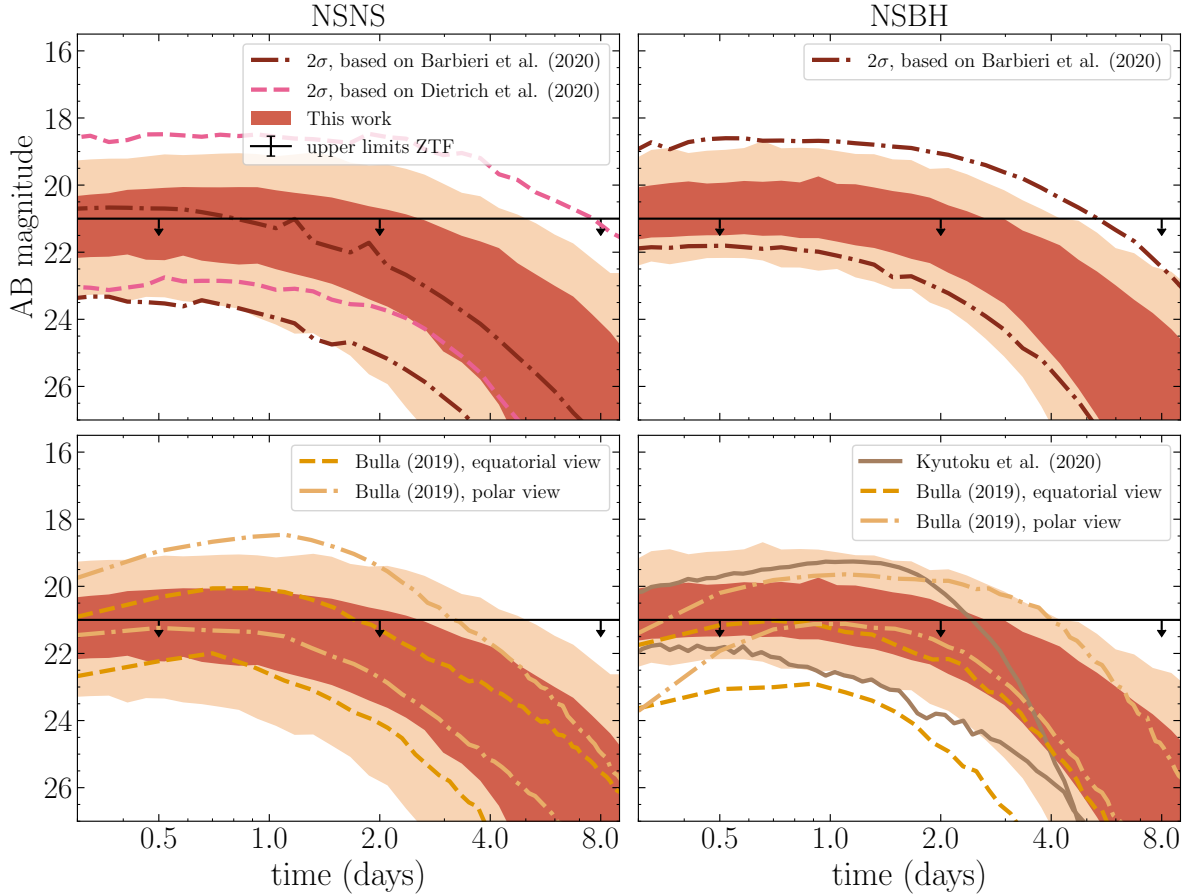 NSNS
NSBH
AB magnitude
16
18
20
22
24
26
2σ, based on Barbieri et al. (2020)
2σ, based on Dietrich et al. (2020)
This work
upper limits ZTF
2σ, based on Barbieri et al. (2020)
16
18
20
22
24
26
Bulla (2019), equatorial view
Bulla (2019), polar view
Kyutoku et al. (2020)
Bulla (2019), equatorial view
Bulla (2019), polar view
0.5
1.0
2.0
4.0
8.0
0.5
1.0
2.0
4.0
8.0
time (days)
time (days)